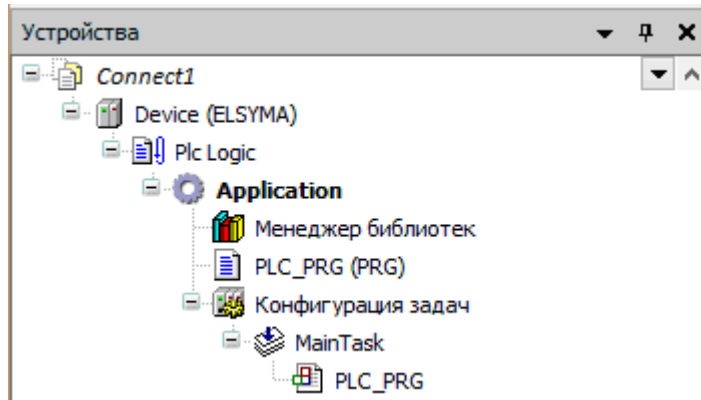 Устройства
Connect1
Device (ELSYMA)
Plc Logic
Application
Менеджер библиотек
PLC_PRG (PRG)
Конфигурация задач
MainTask
PLC_PRG